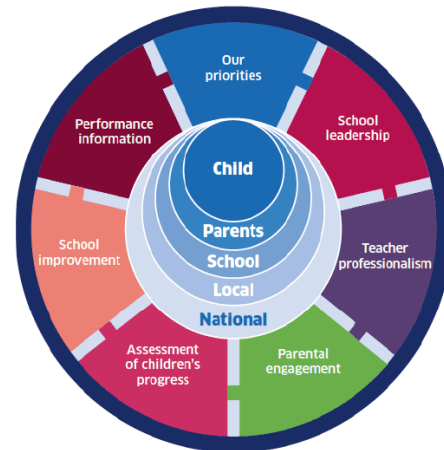 Our
priorities
School
leadership
Teacher
professionalism
Parental
engagement
Assessment
of children's
progress
School
improvement
Performance
information
Child
Parents
School
Local
National